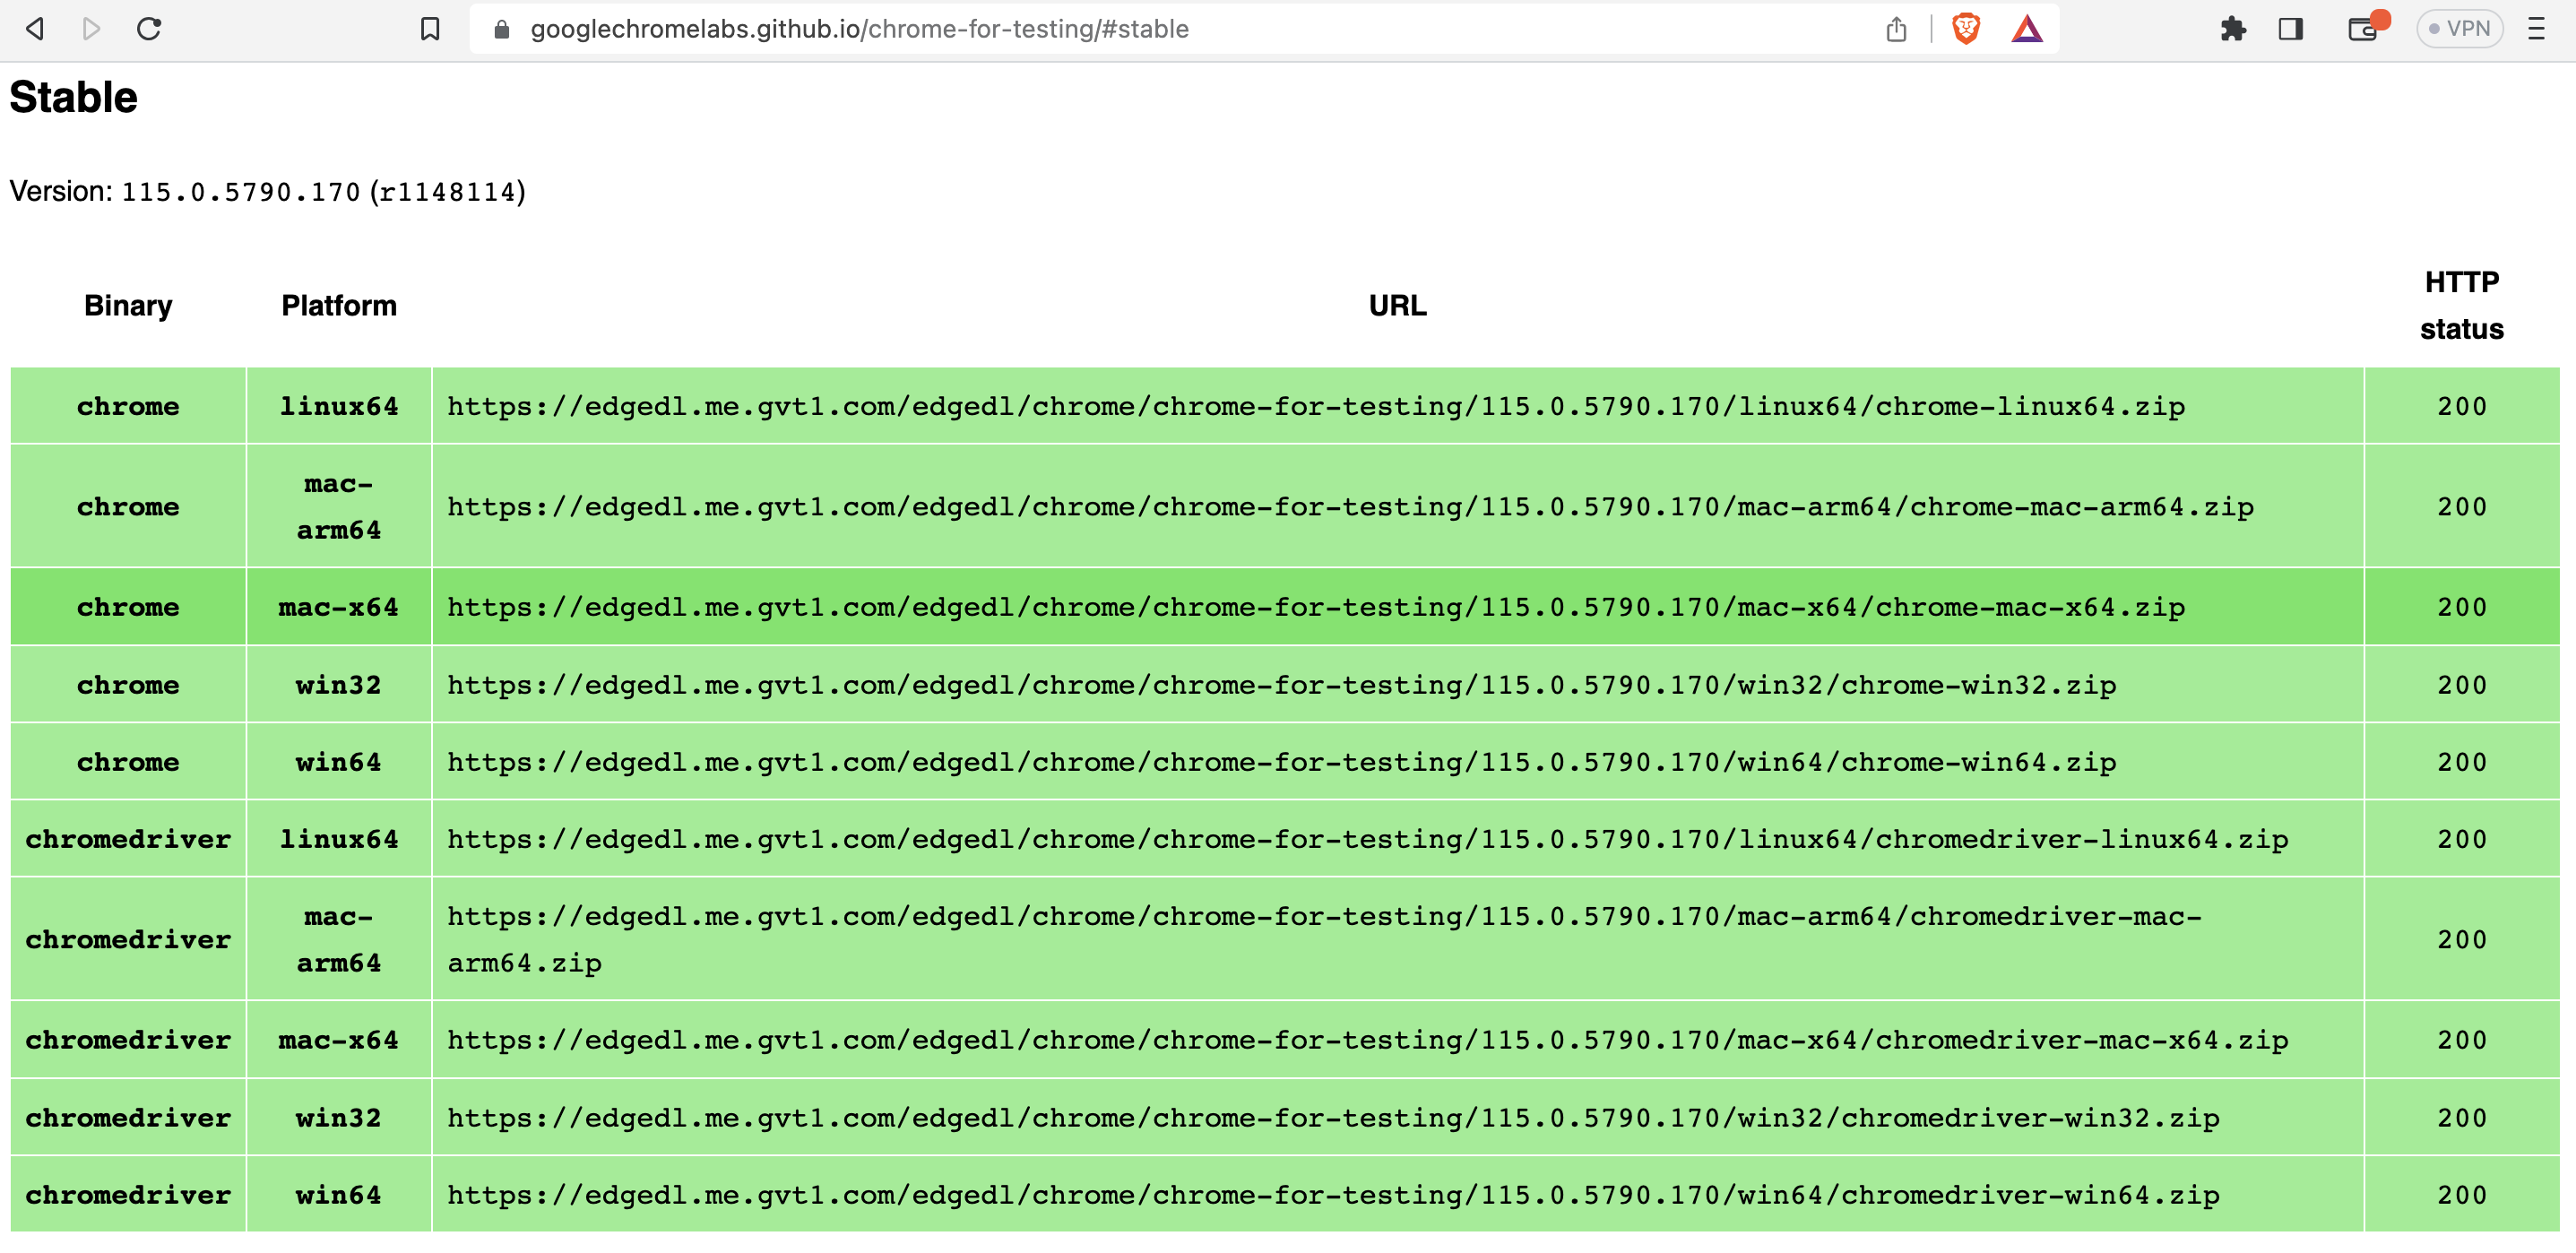 googlechromelabs.github.io/chrome-for-testing/#stable
VPN
Stable
Version: 115.0.5790.170 (r1148114)
Binary Platform URL HTTP status
chrome linux64 https://edgedl.me.gvt1.com/edgedl/chrome/chrome-for-testing/115.0.5790.170/linux64/chrome-linux64.zip 200
chrome mac-arm64 https://edgedl.me.gvt1.com/edgedl/chrome/chrome-for-testing/115.0.5790.170/mac-arm64/chrome-mac-arm64.zip 200
chrome mac-x64 https://edgedl.me.gvt1.com/edgedl/chrome/chrome-for-testing/115.0.5790.170/mac-x64/chrome-mac-x64.zip 200
chrome win32 https://edgedl.me.gvt1.com/edgedl/chrome/chrome-for-testing/115.0.5790.170/win32/chrome-win32.zip 200
chrome win64 https://edgedl.me.gvt1.com/edgedl/chrome/chrome-for-testing/115.0.5790.170/win64/chrome-win64.zip 200
chromedriver linux64 https://edgedl.me.gvt1.com/edgedl/chrome/chrome-for-testing/115.0.5790.170/linux64/chromedriver-linux64.zip 200
chromedriver mac-arm64 https://edgedl.me.gvt1.com/edgedl/chrome/chrome-for-testing/115.0.5790.170/mac-arm64/chromedriver-mac-arm64.zip 200
chromedriver mac-x64 https://edgedl.me.gvt1.com/edgedl/chrome/chrome-for-testing/115.0.5790.170/mac-x64/chromedriver-mac-x64.zip 200
chromedriver win32 https://edgedl.me.gvt1.com/edgedl/chrome/chrome-for-testing/115.0.5790.170/win32/chromedriver-win32.zip 200
chromedriver win64 https://edgedl.me.gvt1.com/edgedl/chrome/chrome-for-testing/115.0.5790.170/win64/chromedriver-win64.zip 200